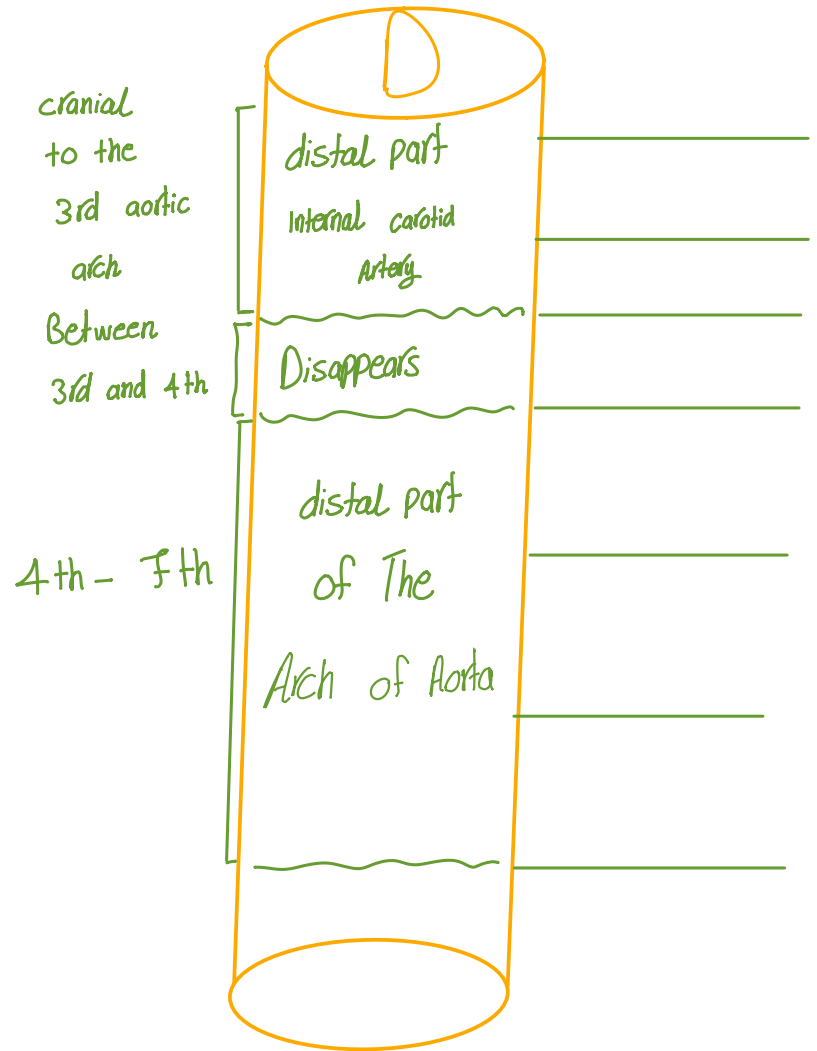 cranial
to the
3rd aortic
arch
distal part
Internal carotid
Artery
Between
3rd and 4th
Disappears
4th - 7th
distal part
of The
Arch of Aorta